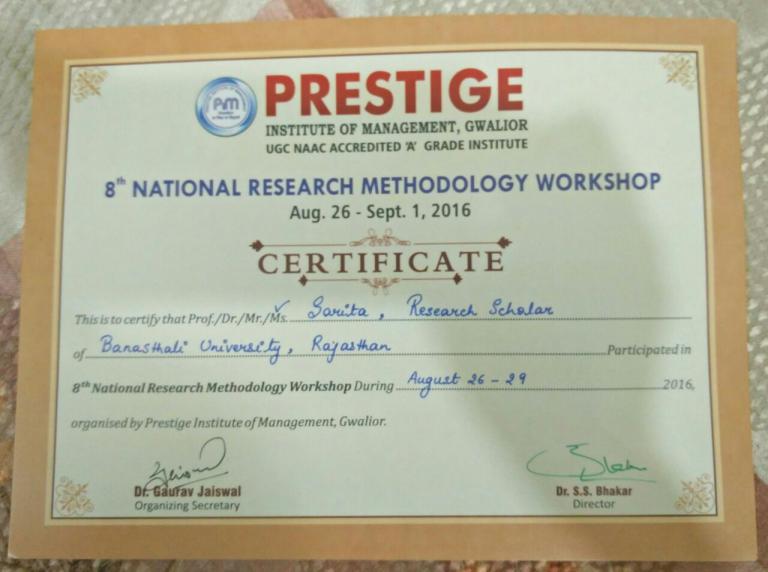 PRESTIGE
INSTITUTE OF MANAGEMENT, GWALIOR
UGC NAAC ACCREDITED 'A' GRADE INSTITUTE
8th NATIONAL RESEARCH METHODOLOGY WORKSHOP
Aug. 26 - Sept. 1, 2016
CERTIFICATE
This is to certify that Prof./Dr./Mr./Ms. Sarita, Research Scholar
of Banasthali University, Rajasthan Participated in
8th National Research Methodology Workshop During August 26 - 29 2016,
organised by Prestige Institute of Management, Gwalior.
Dr. Gaurav Jaiswal
Organizing Secretary
Dr. S.S. Bhakar
Director